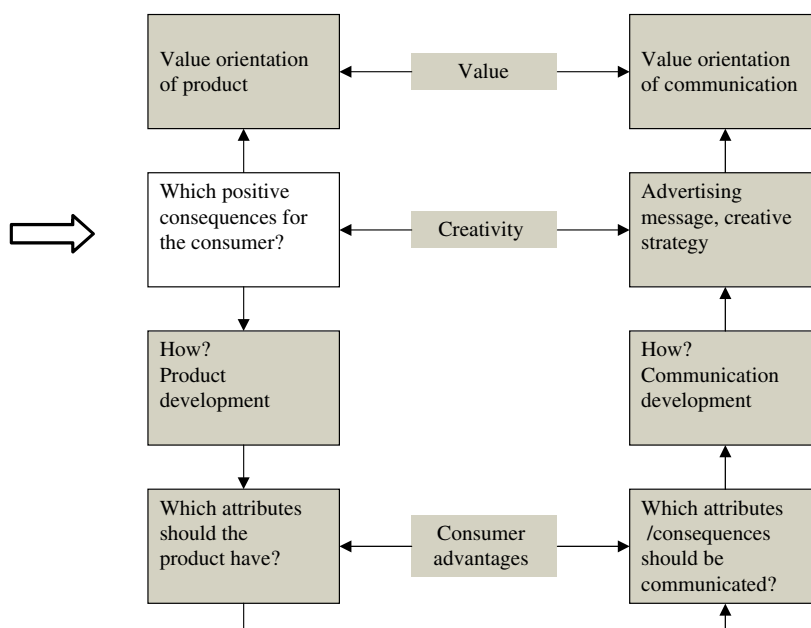 Value orientation
of product
Value
Value orientation
of communication
Which positive
consequences for
the consumer?
Creativity
Advertising
message, creative
strategy
How?
Product
development
How?
Communication
development
Which attributes
should the
product have?
Consumer
advantages
Which attributes
/consequences
should be
communicated?